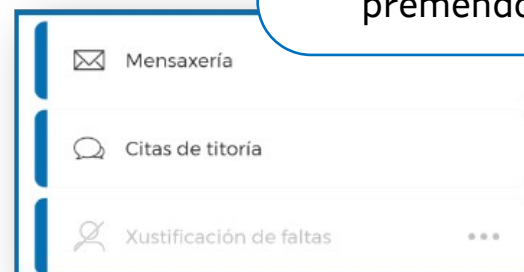 premendo
Mensaxería
Citas de titoría
Xustificación de faltas